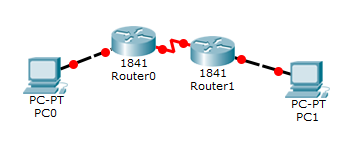 1841
Router0
1841
Router1
PC-PT
PC0
PC-PT
PC1